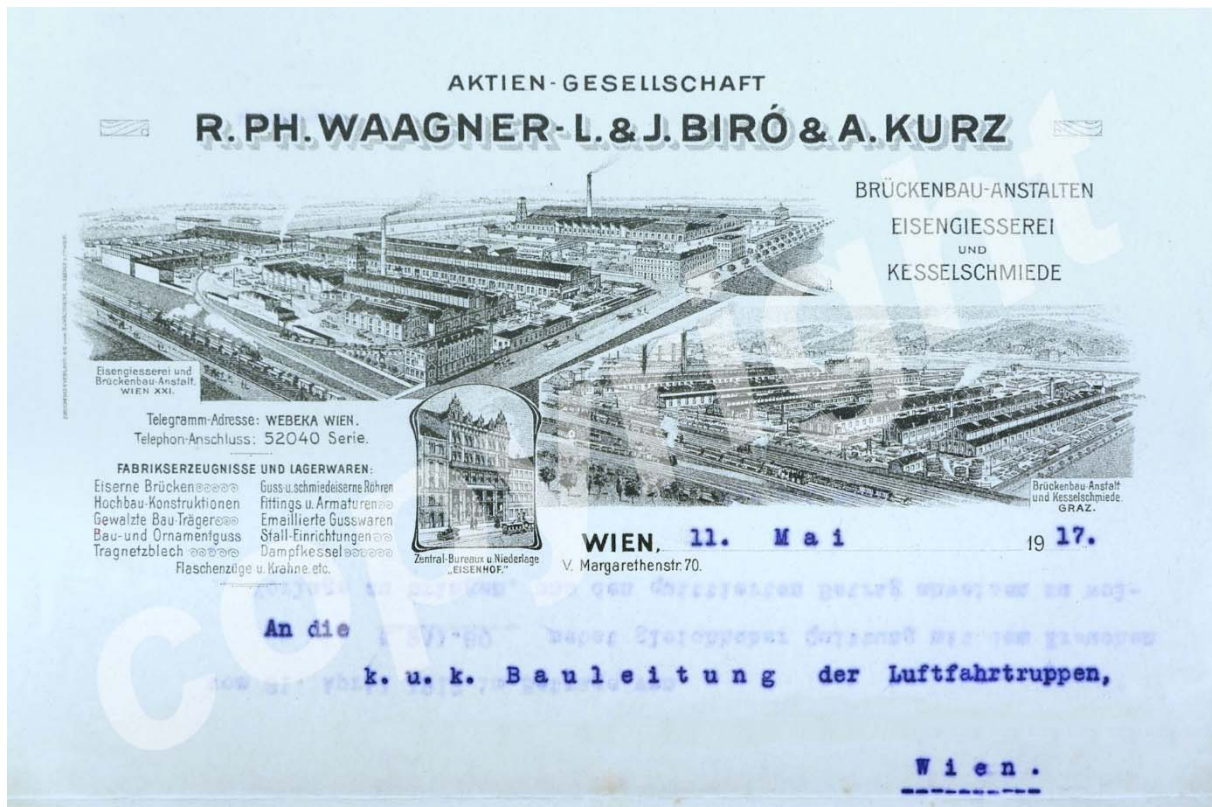 AKTIEN-GESELLSCHAFT
R. PH. WAAGNER-L. & J. BIRÓ & A. KURZ
BRÜCKENBAU-ANSTALTEN
EISENGIESSEREI
UND
KESSELSCHMIEDE
Eisengiesserei und
Brückenbau-Anstalt.
WIEN XXI.
Telegramm-Adresse: WEBEKA WIEN.
Telephon-Anschluss: 52040 Serie.
FABRIKSERZEUGNISSE UND LAGERWAREN:
Eiserne Brücken
Hochbau-Konstruktionen
Gewalzte Bau-Träger
Bau-und Ornamentguss
Tragnetzblech
Guss-u.schmiedeiserne Röhren
Fittings u. Armaturen
Emaillierte Gusswaren
Stall-Einrichtungen
Dampfkessel
Flaschenzüge u. Krahne. etc.
Zentral-Bureaux u. Niederlage
„EISENHOF."
Brückenbau-Anstalt
und Kesselschmiede.
GRAZ.
WIEN, 11. Mai 1917.
V. Margarethenstr. 70.
An die
k. u. k. Bauleitung der Luftfahrtruppen,
Wien.
copyright